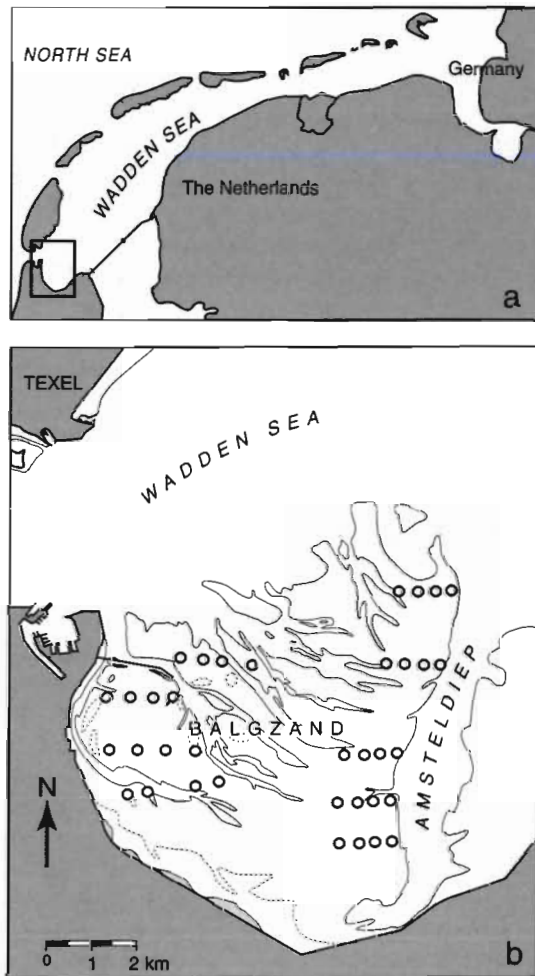 NORTH SEA
Germany
WADDEN SEA
The Netherlands
a
TEXEL
WADDEN SEA
BALGZAND
AMSTELDIEP
N
0 1 2 km
b